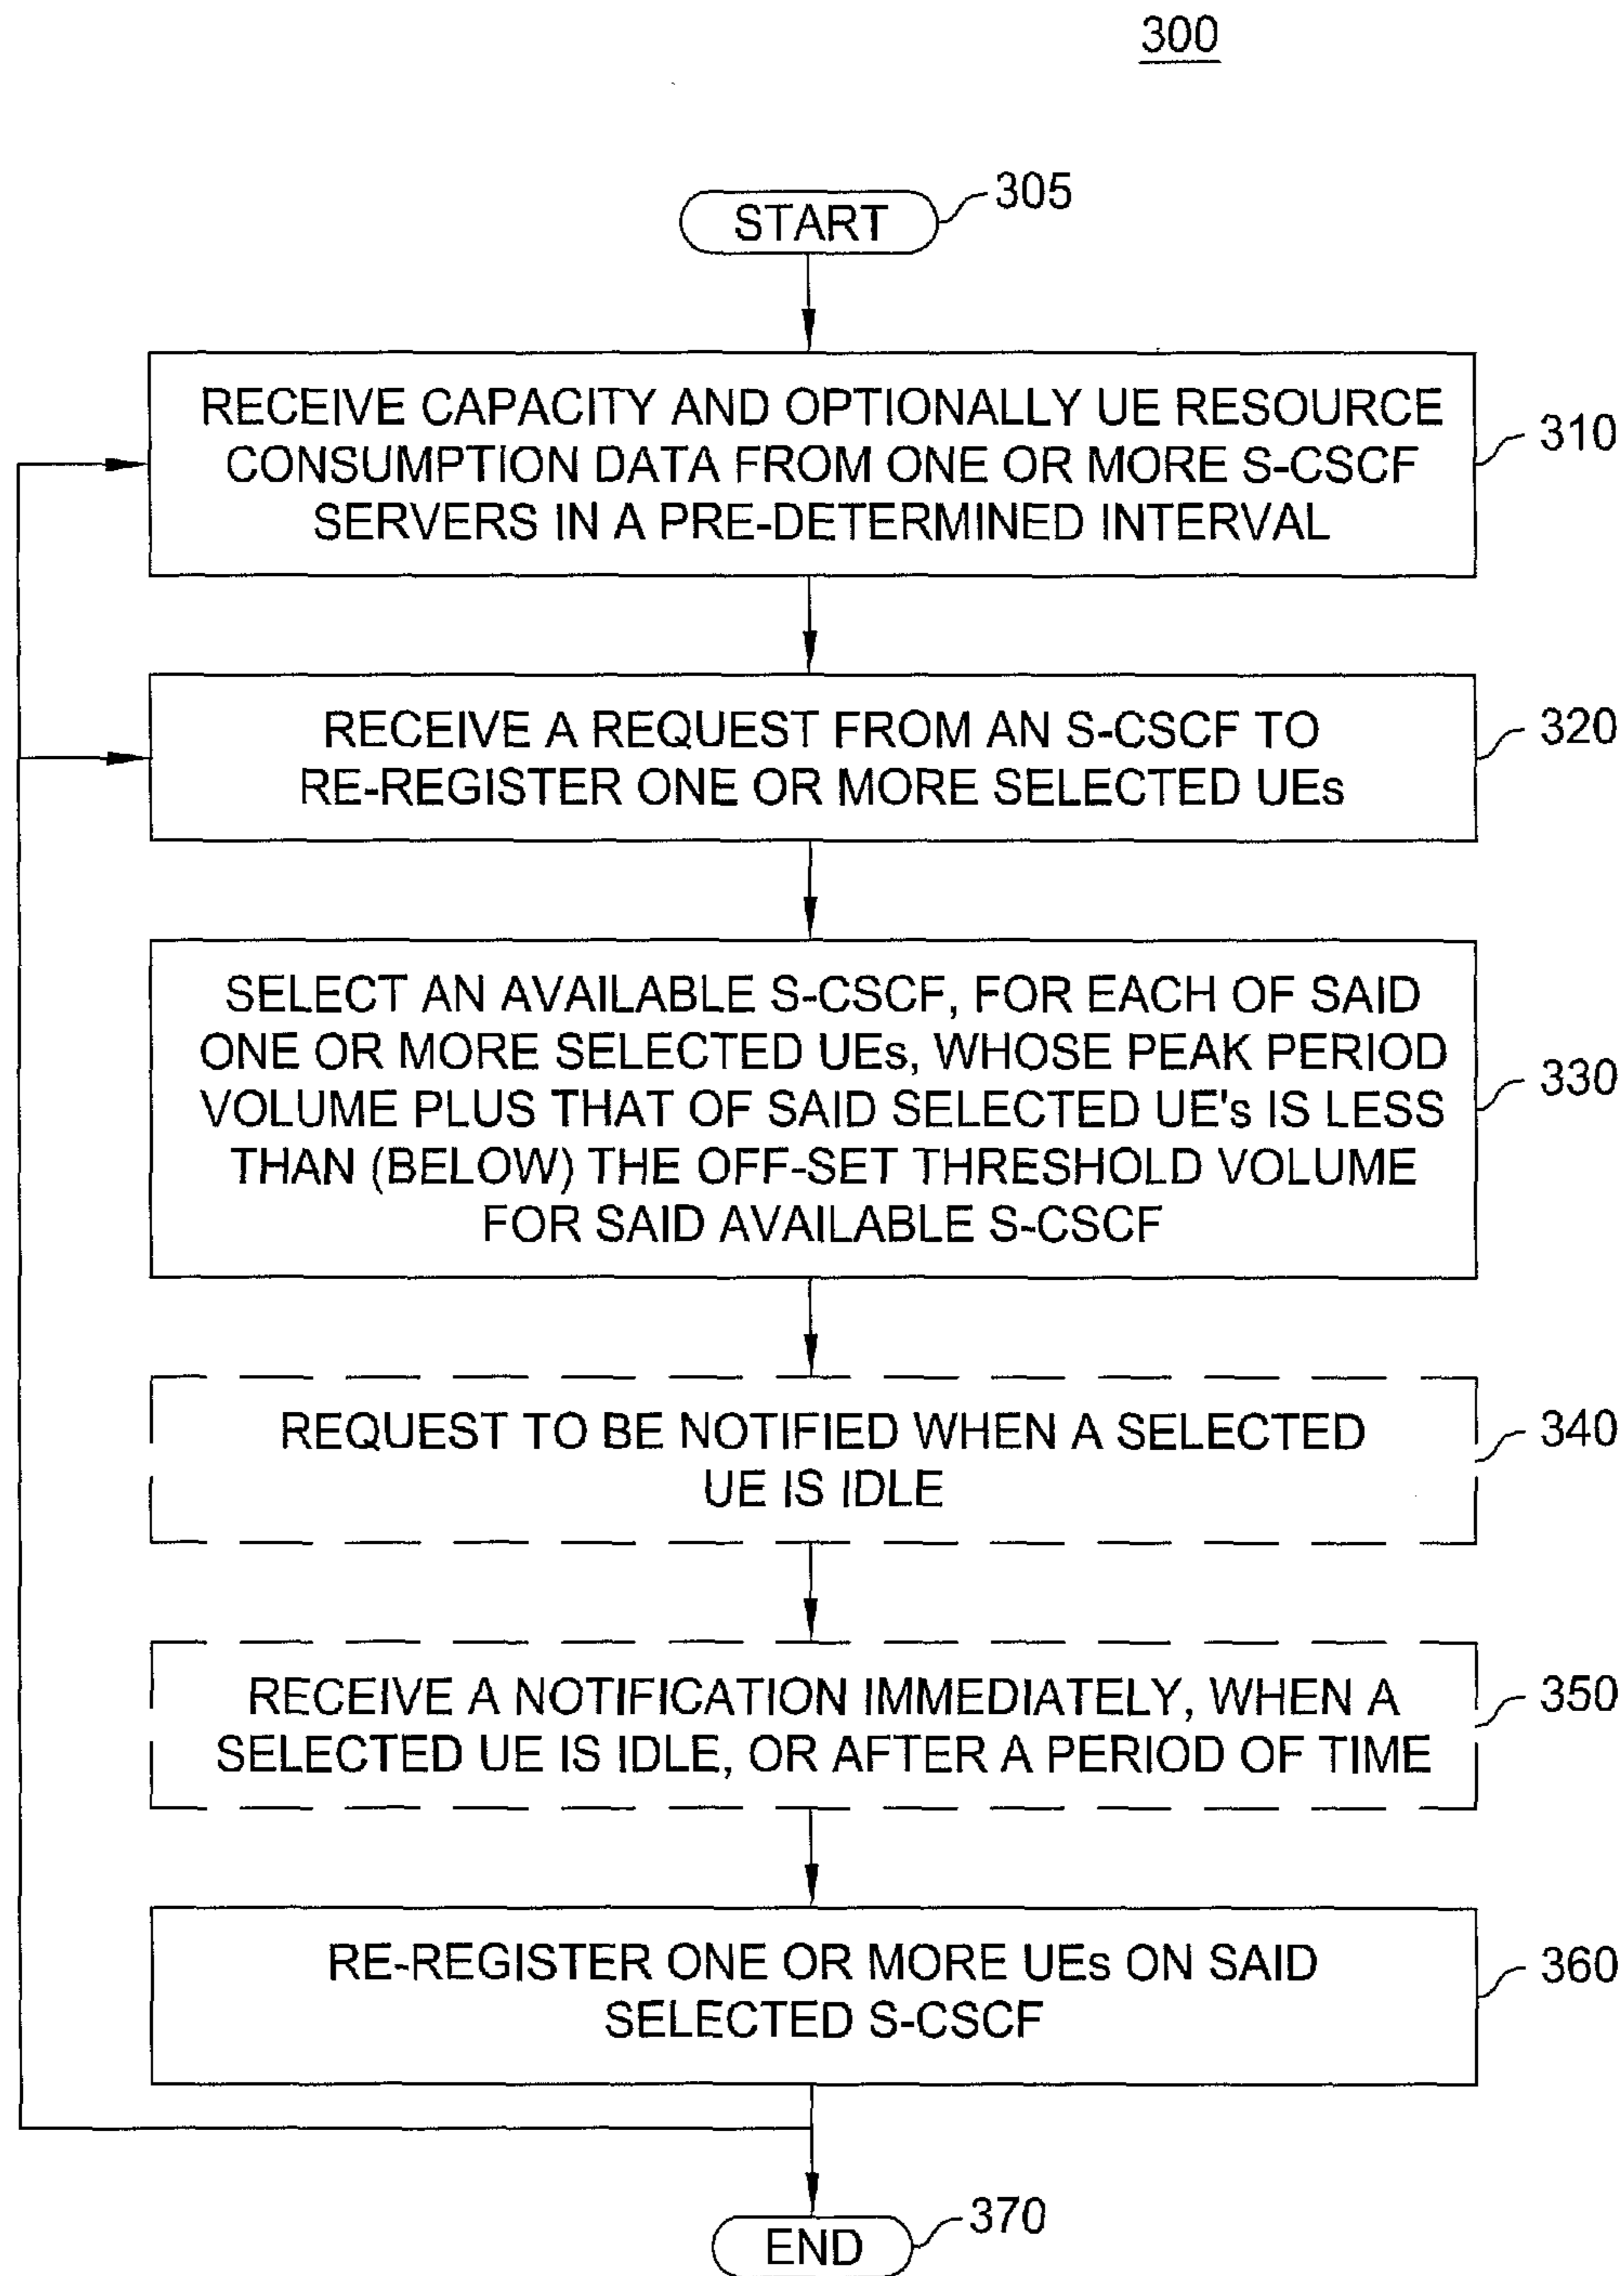 300
START
305
RECEIVE CAPACITY AND OPTIONALLY UE RESOURCE
CONSUMPTION DATA FROM ONE OR MORE S-CSCF
SERVERS IN A PRE-DETERMINED INTERVAL
310
RECEIVE A REQUEST FROM AN S-CSCF TO
RE-REGISTER ONE OR MORE SELECTED UEs
320
SELECT AN AVAILABLE S-CSCF, FOR EACH OF SAID
ONE OR MORE SELECTED UEs, WHOSE PEAK PERIOD
VOLUME PLUS THAT OF SAID SELECTED UE's IS LESS
THAN (BELOW) THE OFF-SET THRESHOLD VOLUME
FOR SAID AVAILABLE S-CSCF
330
REQUEST TO BE NOTIFIED WHEN A SELECTED
UE IS IDLE
340
RECEIVE A NOTIFICATION IMMEDIATELY, WHEN A
SELECTED UE IS IDLE, OR AFTER A PERIOD OF TIME
350
RE-REGISTER ONE OR MORE UEs ON SAID
SELECTED S-CSCF
360
END
370